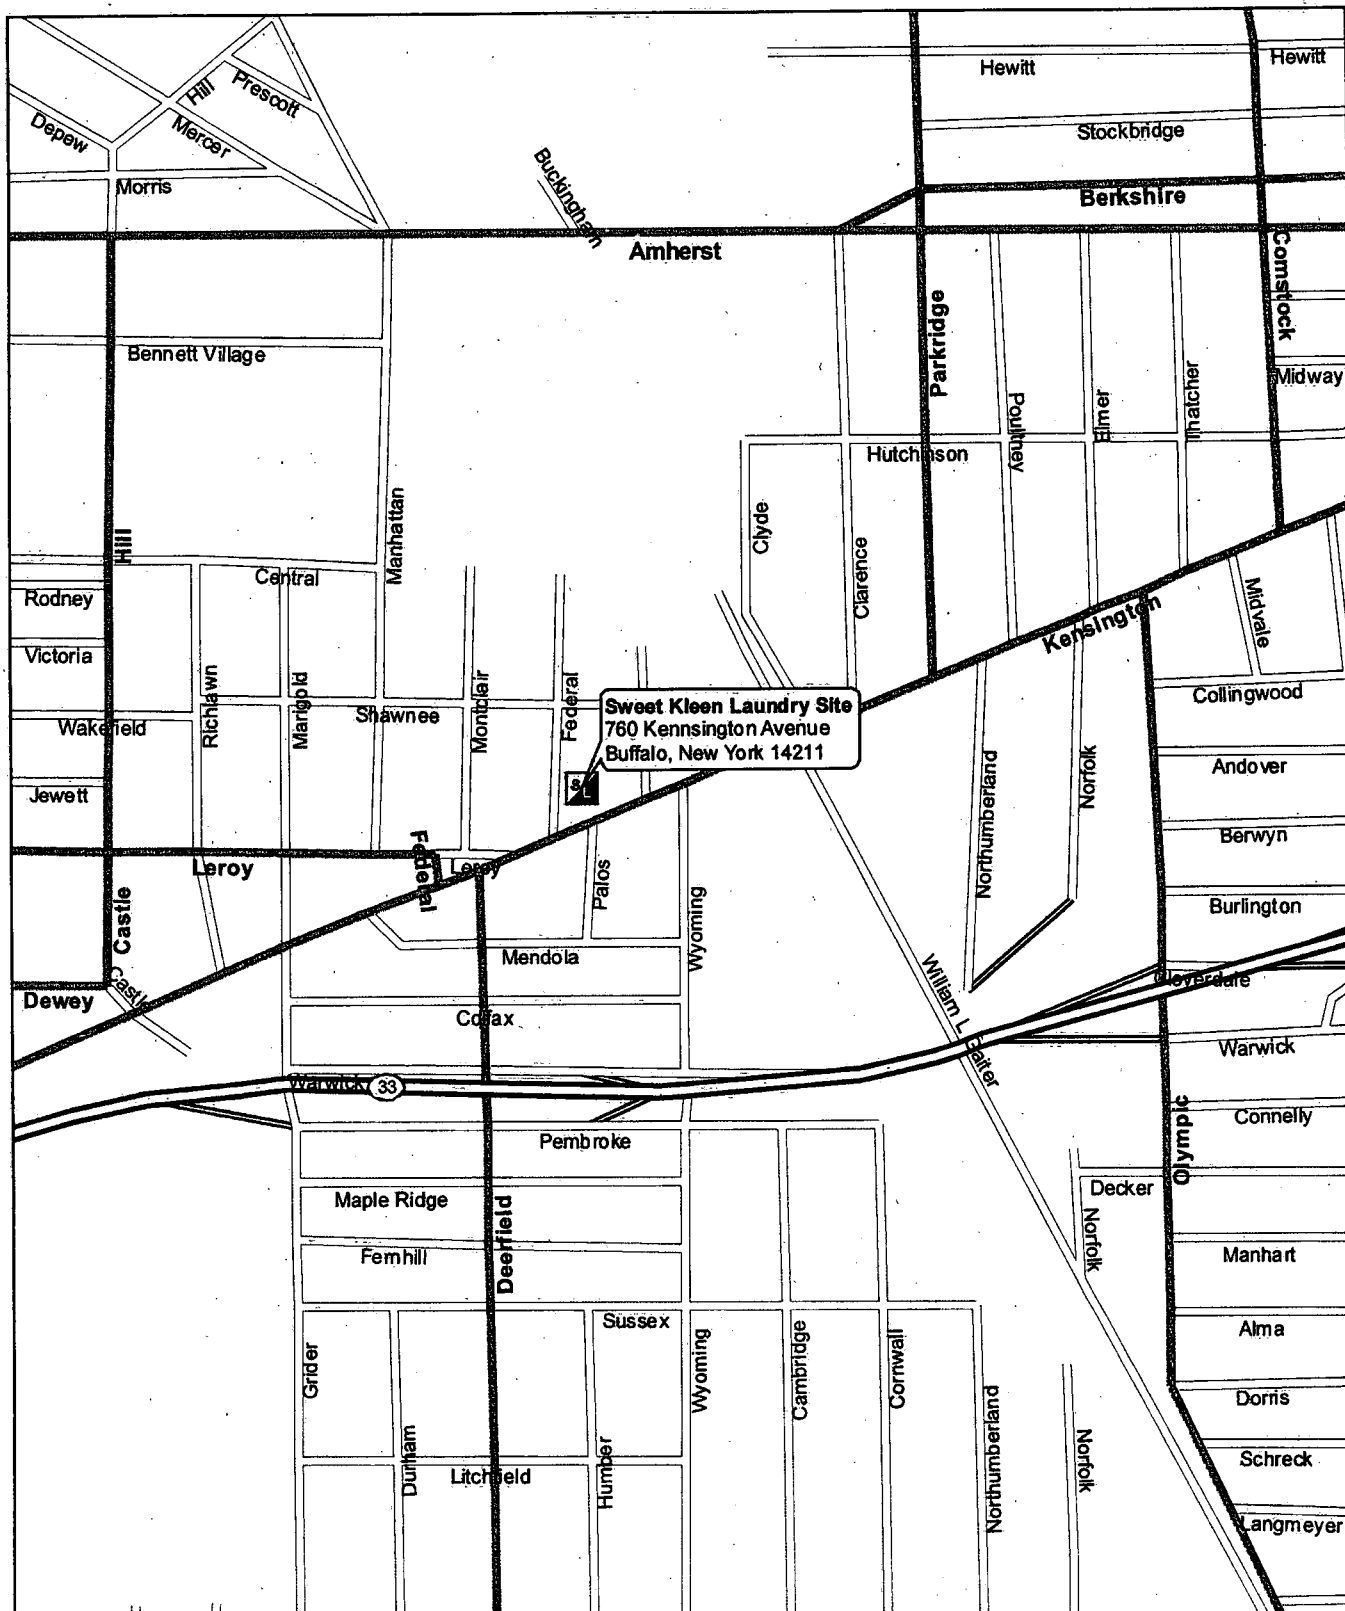 Hewitt
Hewitt
Hill
Prescott
Depew
Mercer
Stockbridge
Morris
Buckingham
Berkshire
Amherst
Comstock
Parkridge
Bennett Village
Midway
Thatcher
Elmer
Poultney
Hutchinson
Manhattan
Clyde
Hill
Clarence
Central
Rodney
Kensington
Midvale
Victoria
Collingwood
Richlawn
Marigold
Montclair
Federal
Wakefield
Shawnee
Sweet Kleen Laundry Site
760 Kennsington Avenue
Buffalo, New York 14211
Northumberland
Norfolk
Andover
Jewett
S
L
Berwyn
Leroy
Federal
Leroy
Palos
Burlington
Castle
Wyoming
Mendola
William L Gaiter
Cloverdale
Castle
Dewey
Colfax
Warwick
Warwick
33
Connelly
Pembroke
Olympic
Decker
Maple Ridge
Deerfield
Norfolk
Fernhill
Manhart
Sussex
Alma
Grider
Wyoming
Cambridge
Cornwall
Dorris
Northumberland
Durham
Humber
Norfolk
Schreck
Litchfield
Langmeyer